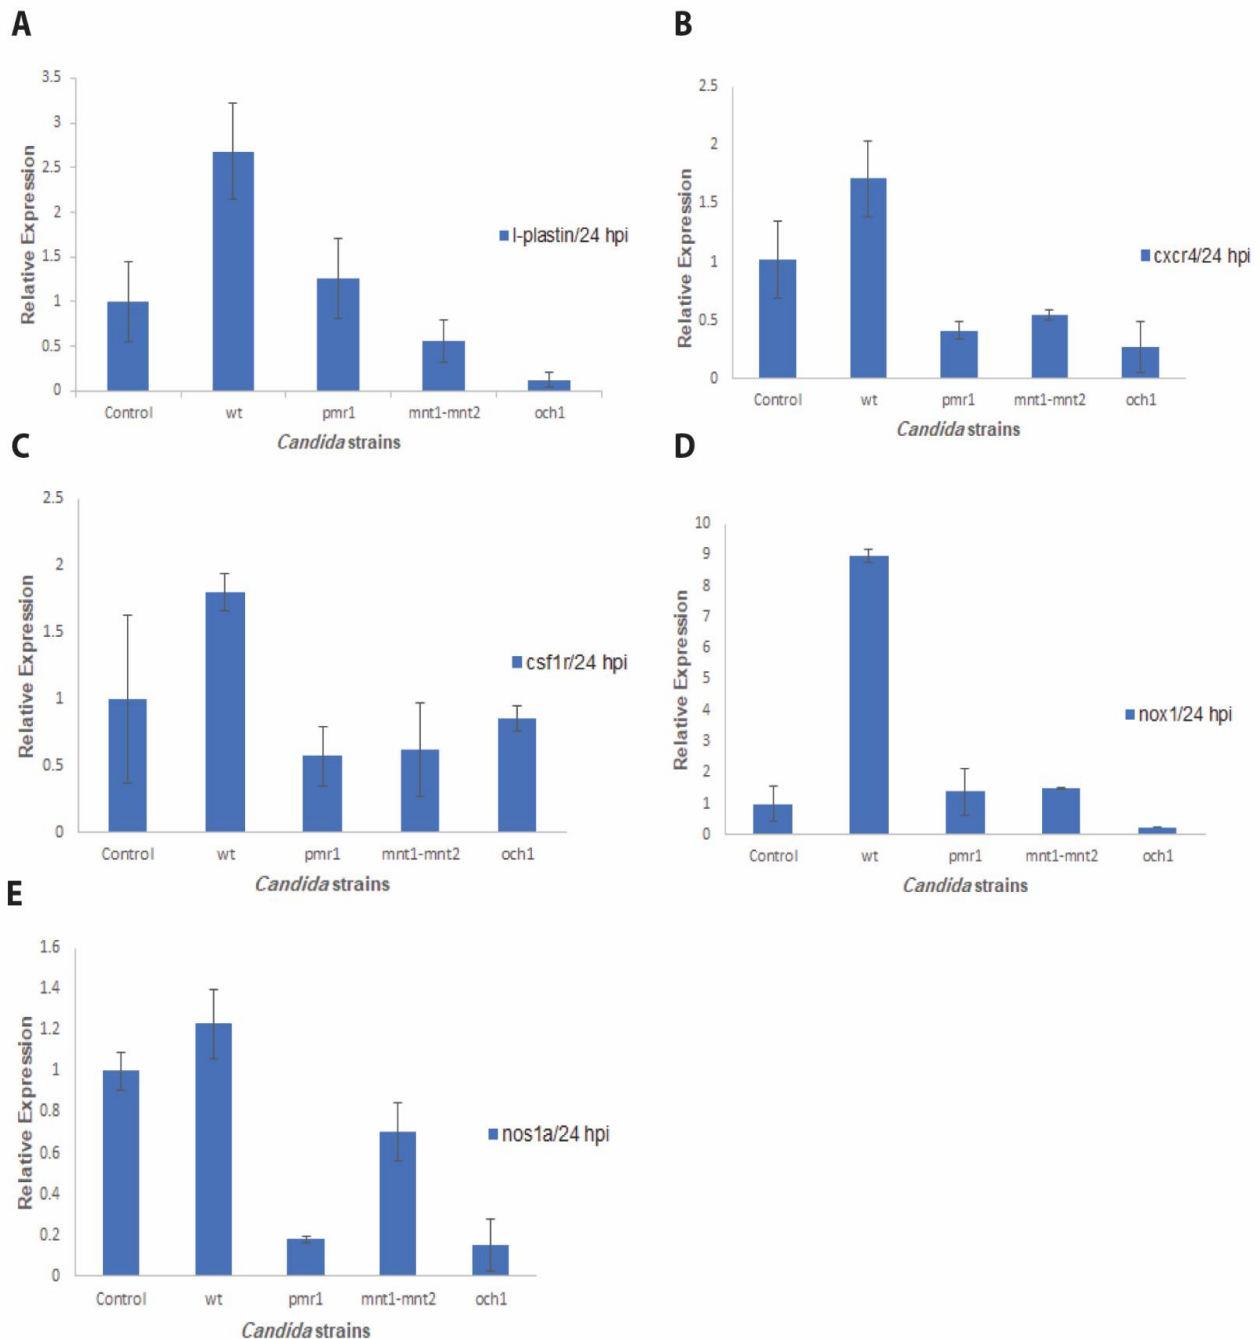 A
3.5
3
2.5
2
1.5
1
0.5
0
Relative Expression
Control wt pmr1 mnt1-mnt2 och1
Candida strains
l-plastin/24 hpi
B
2.5
2
1.5
1
0.5
0
Relative Expression
Control wt pmr1 mnt1-mnt2 och1
Candida strains
cxcr4/24 hpi
C
2.5
2
1.5
1
0.5
0
Relative Expression
Control wt pmr1 mnt1-mnt2 och1
Candida strains
csf1r/24 hpi
D
10
9
8
7
6
5
4
3
2
1
0
Relative Expression
Control wt pmr1 mnt1-mnt2 och1
Candida strains
nox1/24 hpi
E
1.6
1.4
1.2
1
0.8
0.6
0.4
0.2
0
Relative Expression
Control wt pmr1 mnt1-mnt2 och1
Candida strains
nos1a/24 hpi